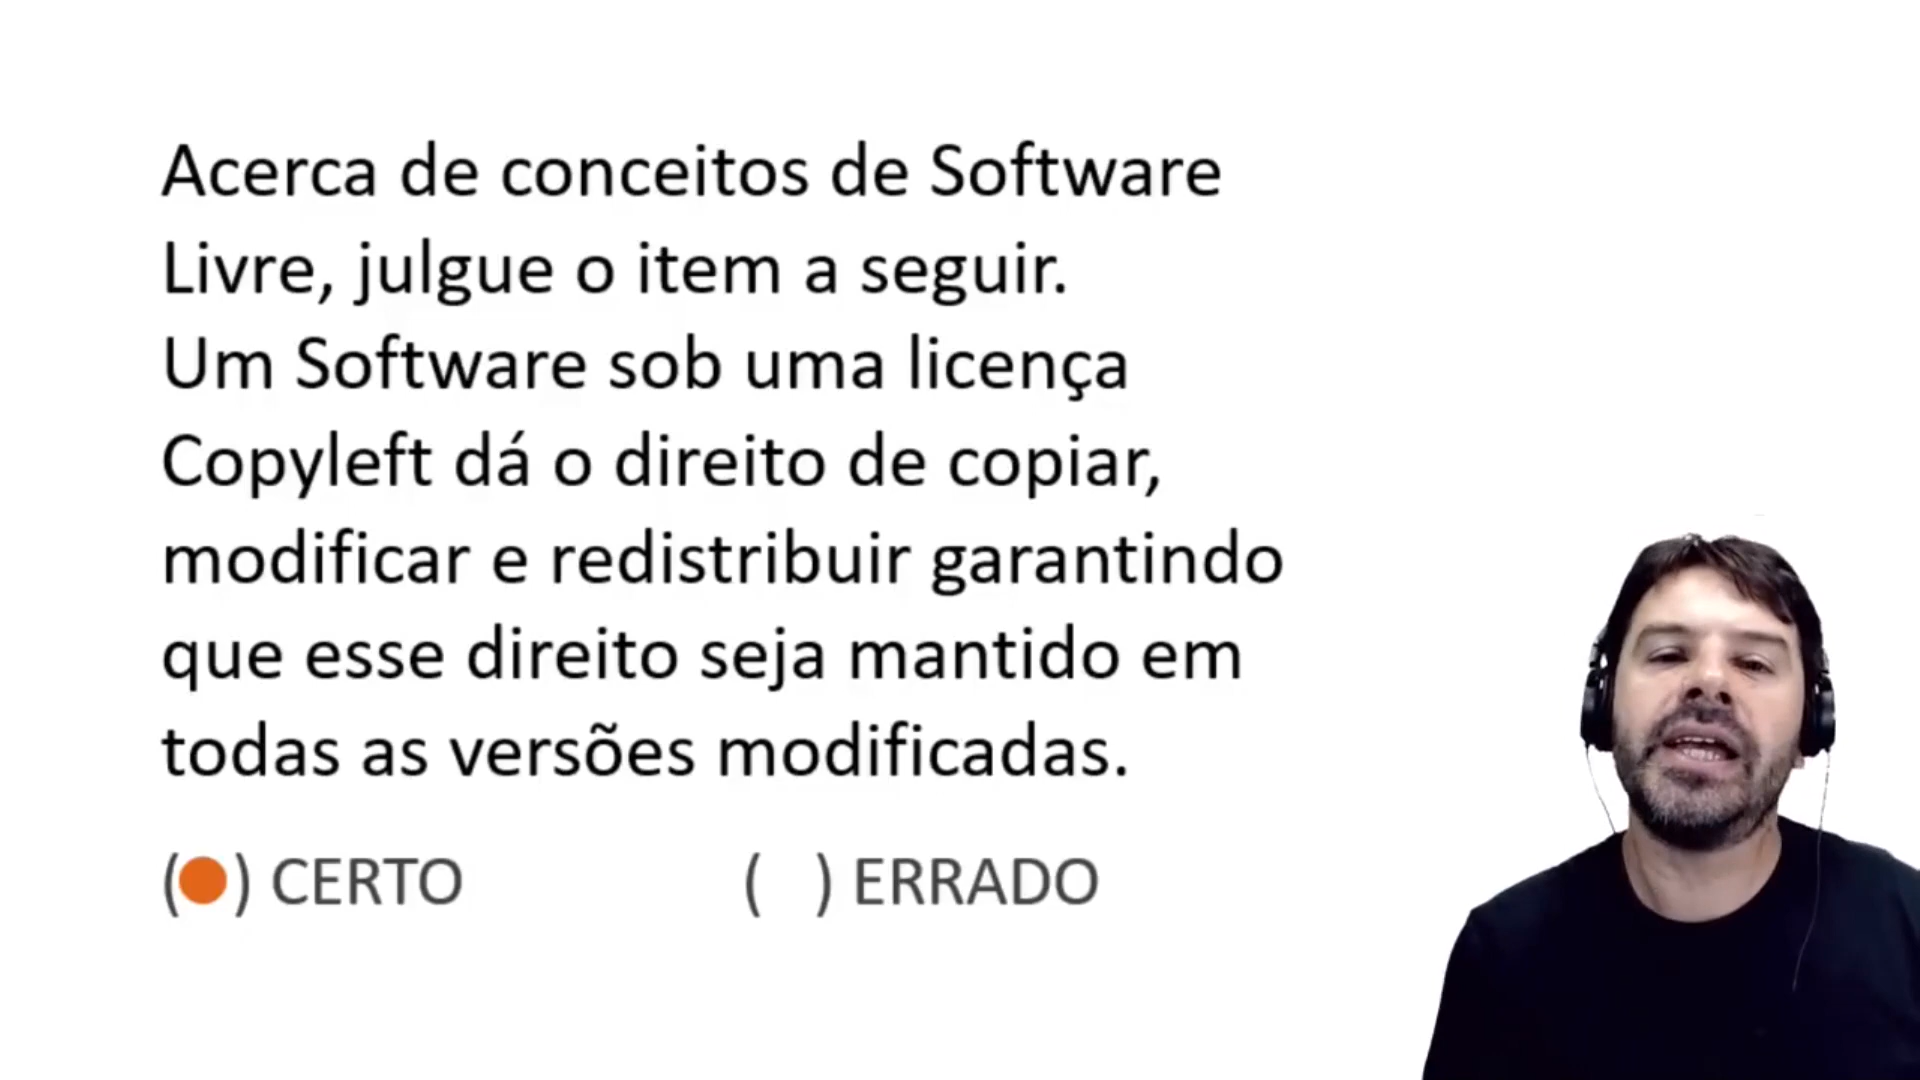 Acerca de conceitos de Software
Livre, julgue o item a seguir.
Um Software sob uma licença
Copyleft dá o direito de copiar,
modificar e redistribuir garantindo
que esse direito seja mantido em
todas as versões modificadas.
( ) CERTO ( ) ERRADO